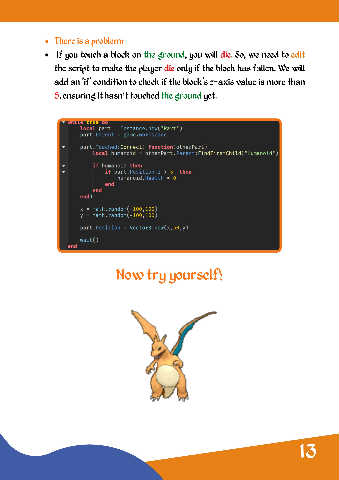 There is a problem
If you touch a block on the ground, you will die. So, we need to edit
the script to make the player die only if the block has fallen. We will
add an 'if' condition to check if the block's z-axis value is more than
5, ensuring it hasn't touched the ground yet.
while true do
local part = Instance.new("Part")
part.Parent = game.Workspace
part.Touched:Connect( function(otherPart)
local humanoid = otherPart.Parent:FindFirstChild("Humanoid")
if humanoid then
if part.Position.Z > 5 then
humanoid.Health = 0
end
end
end)
x = math.random(-100,100)
y = math.random(-100,100)
part.Position = Vector3.new(x,50,y)
wait()
end
Now try yourself!
13